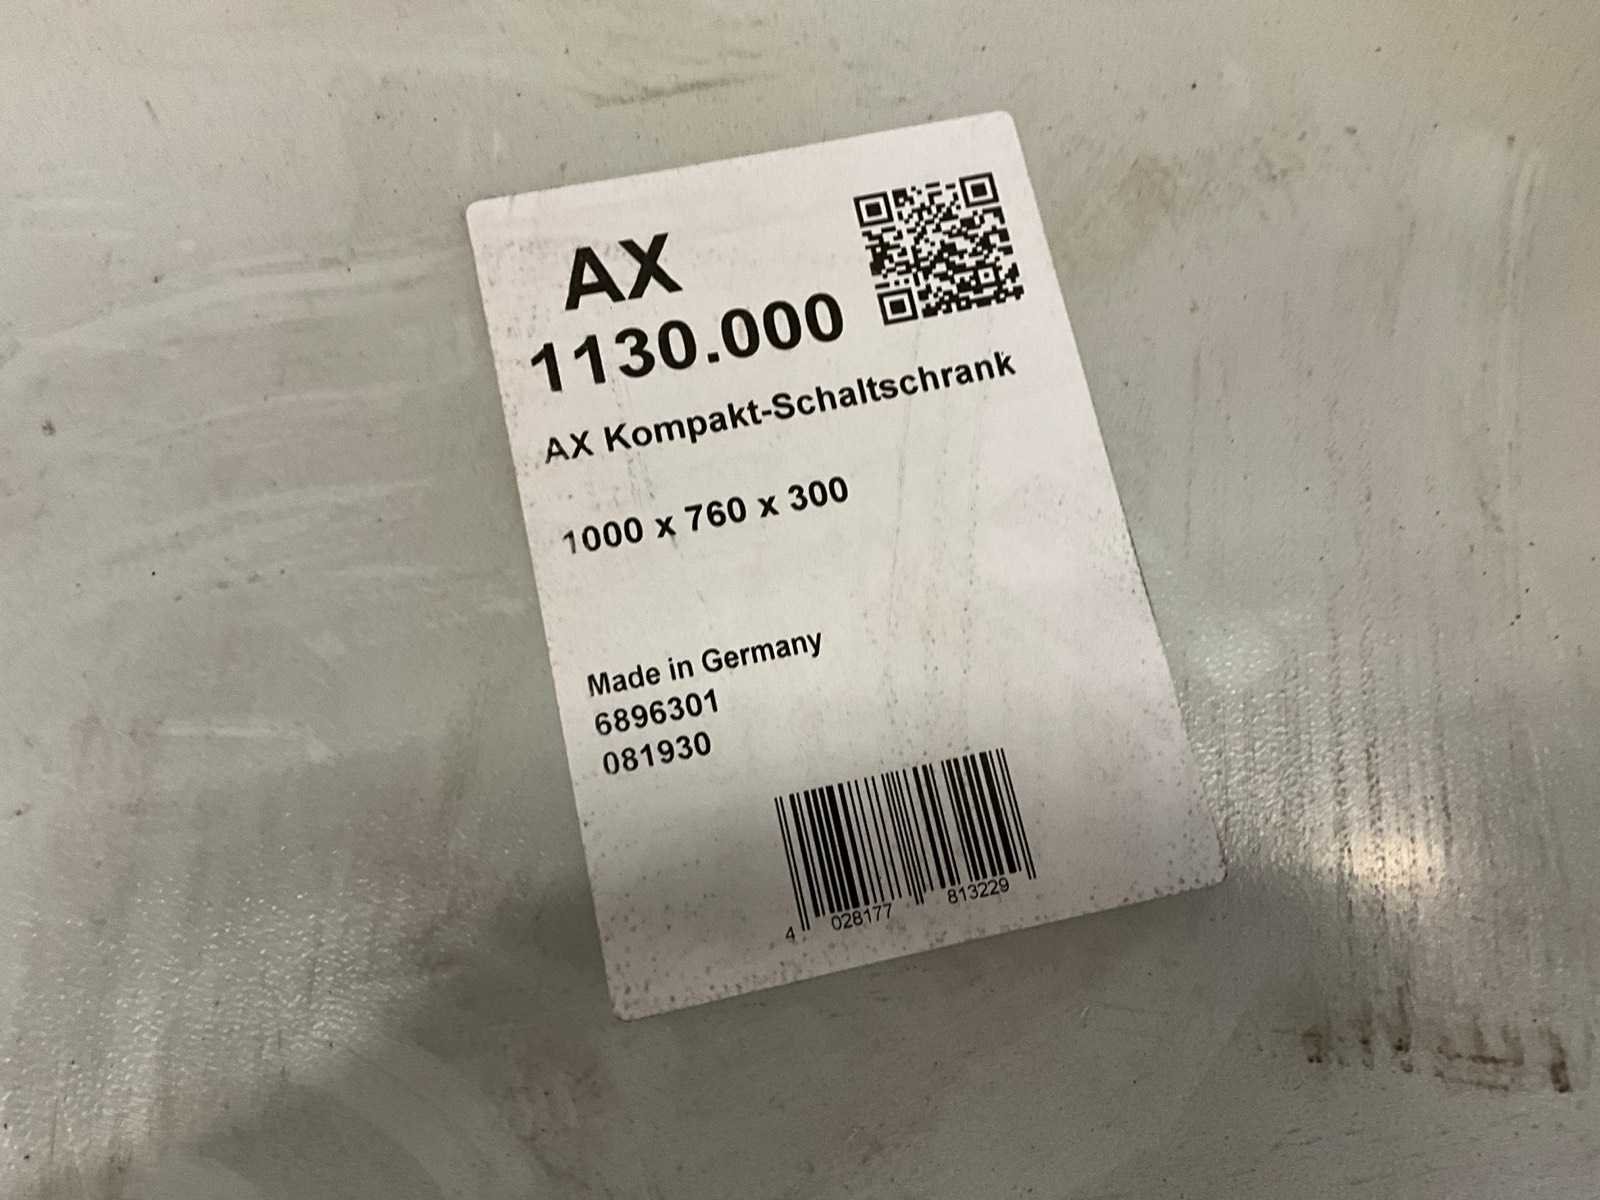 AX
1130.000
AX Kompakt-Schaltschrank
1000 x 760 x 300
Made in Germany
6896301
081930
4 028177 813229